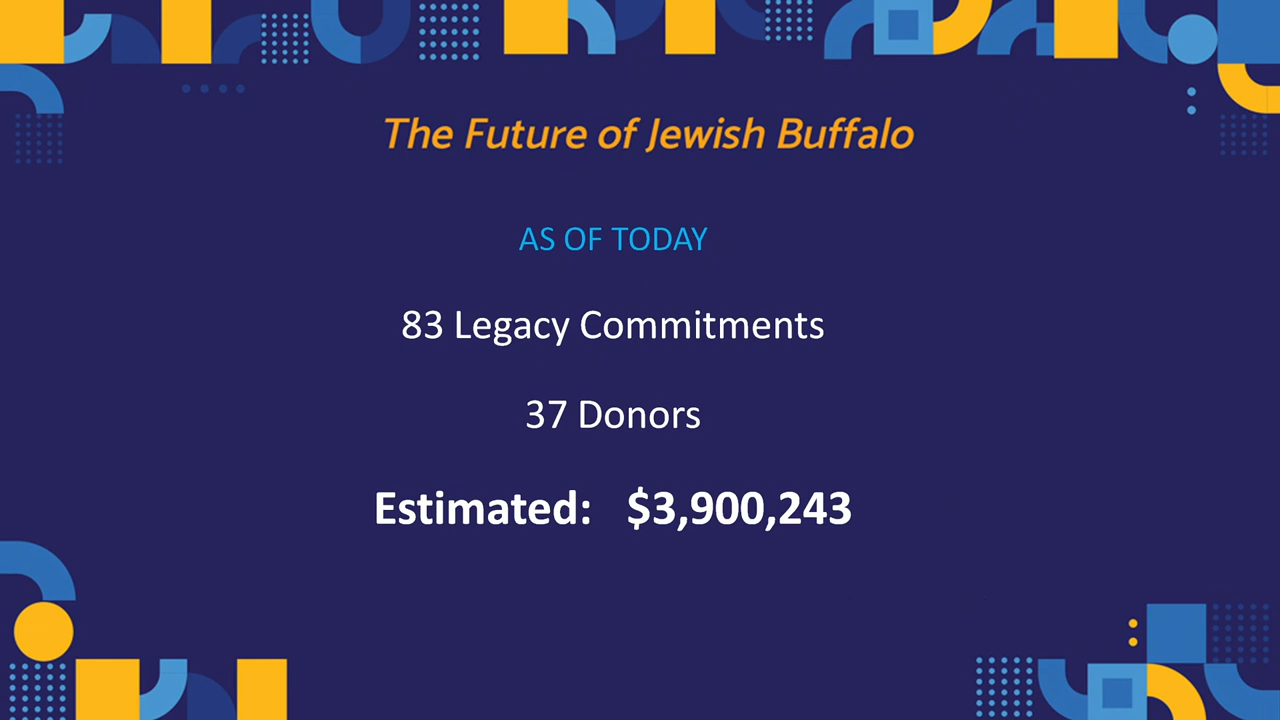 The Future of Jewish Buffalo
AS OF TODAY
83 Legacy Commitments
37 Donors
Estimated: $3,900,243